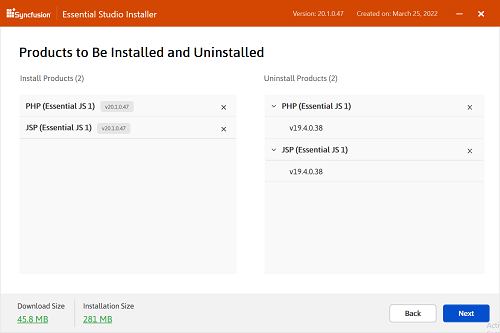 Syncfusion Essential Studio Installer Version: 20.1.0.47 Created on: March 25, 2022
Products to Be Installed and Uninstalled
Install Products (2)
PHP (Essential JS 1) v20.1.0.47
JSP (Essential JS 1) v20.1.0.47
Uninstall Products (2)
PHP (Essential JS 1)
v19.4.0.38
JSP (Essential JS 1)
v19.4.0.38
Download Size
45.8 MB
Installation Size
281 MB
Back
Next
Acti